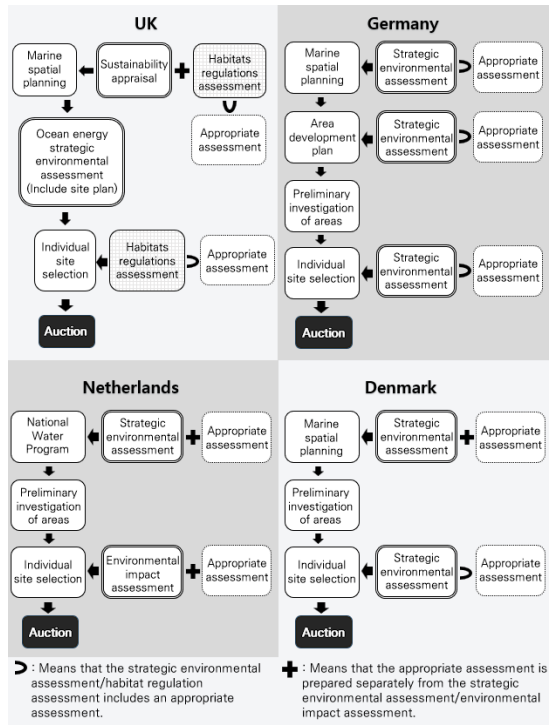 UK
Marine
spatial
planning
Sustainability
appraisal
Habitats
regulations
assessment
Appropriate
assessment
Ocean energy
strategic
environmental
assessment
(Include site plan)
Individual
site
selection
Habitats
regulations
assessment
Appropriate
assessment
Auction
Germany
Marine
spatial
planning
Strategic
environmental
assessment
Appropriate
assessment
Area
development
plan
Strategic
environmental
assessment
Appropriate
assessment
Preliminary
investigation
of areas
Individual
site selection
Strategic
environmental
assessment
Appropriate
assessment
Auction
Netherlands
National
Water
Program
Strategic
environmental
assessment
Appropriate
assessment
Preliminary
investigation
of areas
Individual
site selection
Environmental
impact
assessment
Appropriate
assessment
Auction
Denmark
Marine
spatial
planning
Strategic
environmental
assessment
Appropriate
assessment
Preliminary
investigation
of areas
Individual
site selection
Strategic
environmental
assessment
Appropriate
assessment
Auction
: Means that the strategic environmental
assessment/habitat regulation
assessment includes an appropriate
assessment.
: Means that the appropriate assessment is
prepared separately from the strategic
environmental assessment/environmental
impact assessment.